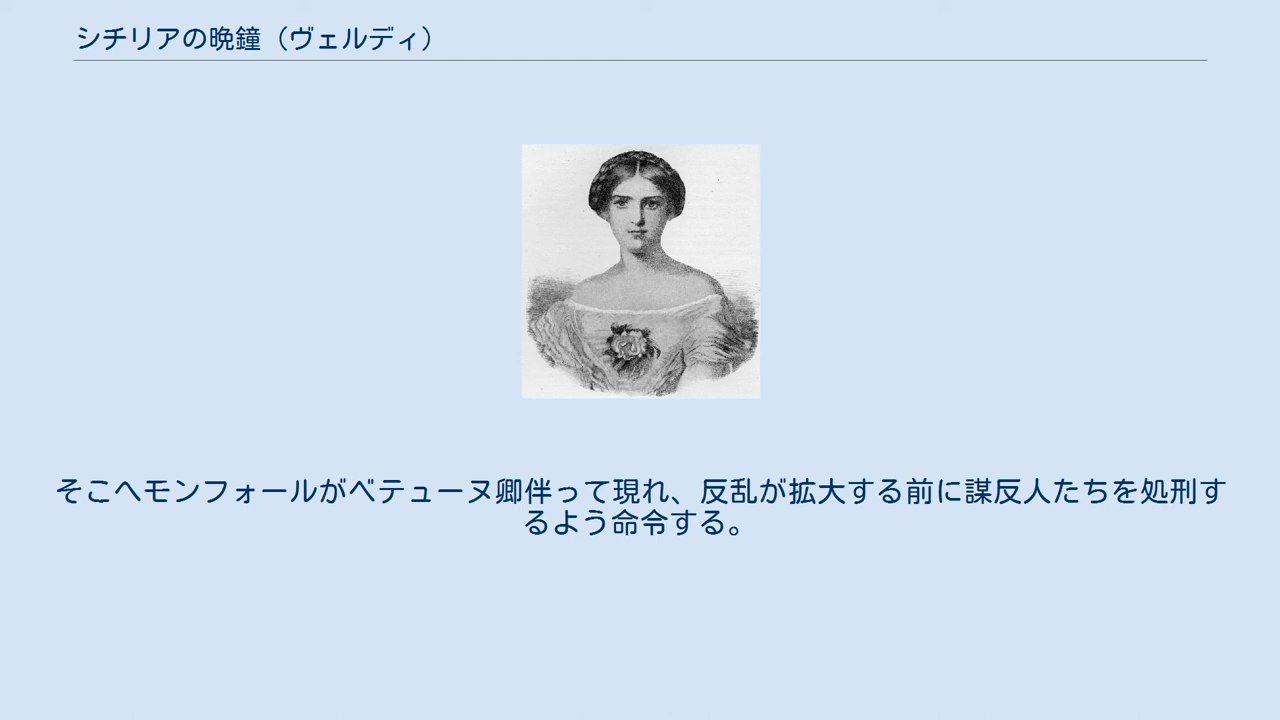 シチリアの晩鐘（ヴェルディ）
そこへモンフォールがベテューヌ卿伴って現れ、反乱が拡大する前に謀反人たちを処刑す
るよう命令する。